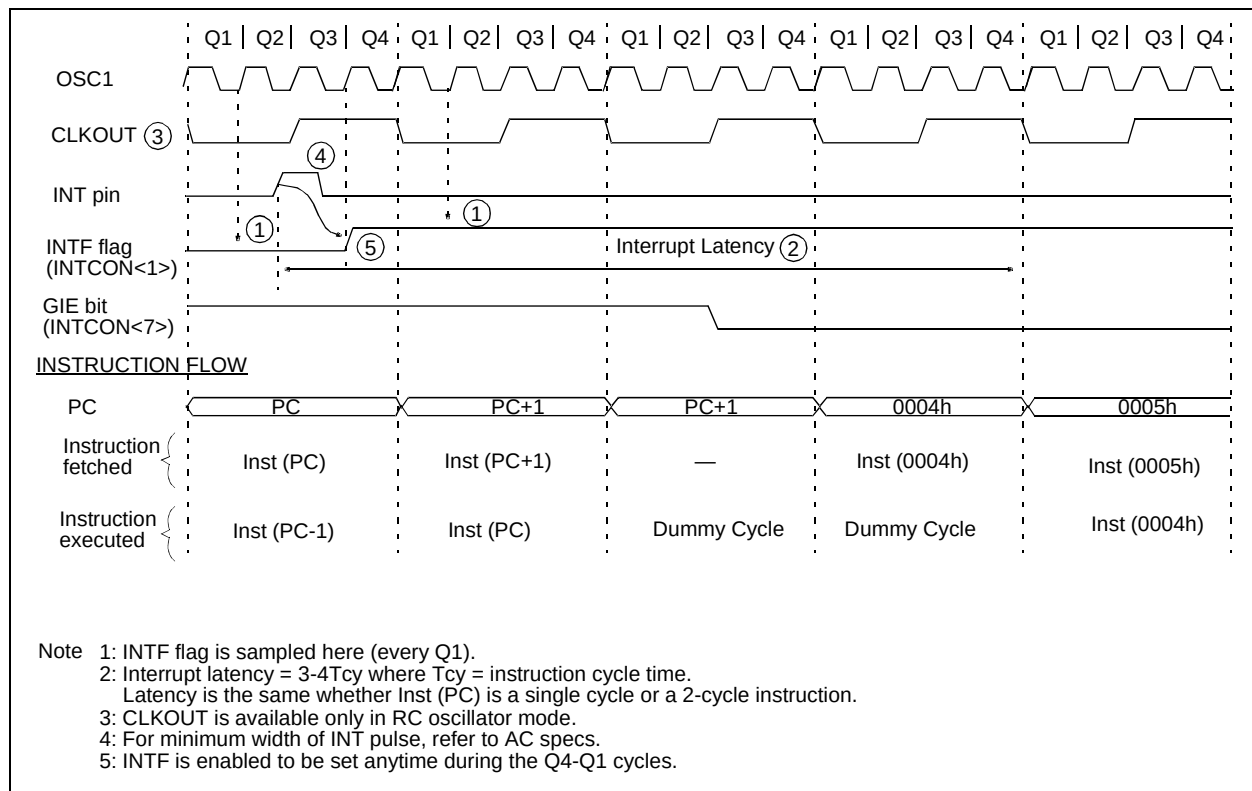 Q1 | Q2 | Q3 | Q4 Q1 | Q2 | Q3 | Q4 Q1 | Q2 | Q3 | Q4 Q1 | Q2 | Q3 | Q4 Q1 | Q2 | Q3 | Q4
OSC1
CLKOUT 3
4
INT pin
1 1
INTF flag
(INTCON<1>)
5
Interrupt Latency 2
GIE bit
(INTCON<7>)
INSTRUCTION FLOW
PC PC PC+1 PC+1 0004h 0005h
Instruction
fetched
Inst (PC) Inst (PC+1) — Inst (0004h) Inst (0005h)
Instruction
executed
Inst (PC-1) Inst (PC) Dummy Cycle Dummy Cycle Inst (0004h)
Note 1: INTF flag is sampled here (every Q1).
2: Interrupt latency = 3-4Tcy where Tcy = instruction cycle time.
Latency is the same whether Inst (PC) is a single cycle or a 2-cycle instruction.
3: CLKOUT is available only in RC oscillator mode.
4: For minimum width of INT pulse, refer to AC specs.
5: INTF is enabled to be set anytime during the Q4-Q1 cycles.